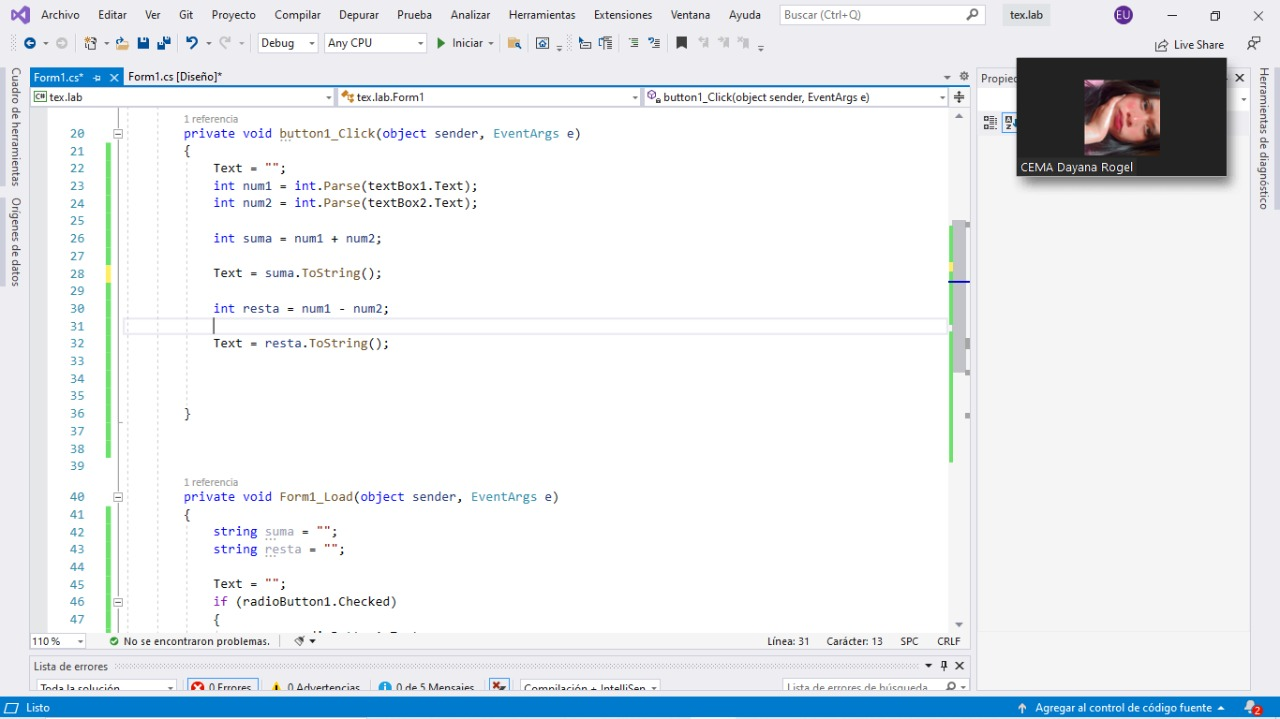 Archivo Editar Ver Git Proyecto Compilar Depurar Prueba Analizar Herramientas Extensiones Ventana Ayuda Buscar (Ctrl+Q) tex.lab EU
Debug Any CPU Iniciar Live Share
Form1.cs* Form1.cs [Diseño]*
tex.lab tex.lab.Form1 button1_Click(object sender, EventArgs e)
CEMA Dayana Rogel
Cuadro de herramientas
Orígenes de datos
Herramientas de diagnóstico
1 referencia
20 private void button1_Click(object sender, EventArgs e)
21 {
22 Text = "";
23 int num1 = int.Parse(textBox1.Text);
24 int num2 = int.Parse(textBox2.Text);
25
26 int suma = num1 + num2;
27
28 Text = suma.ToString();
29
30 int resta = num1 - num2;
31
32 Text = resta.ToString();
33
34
35
36 }
37
38
39
1 referencia
40 private void Form1_Load(object sender, EventArgs e)
41 {
42 string suma = "";
43 string resta = "";
44
45 Text = "";
46 if (radioButton1.Checked)
47 {
110 % No se encontraron problemas. Línea: 31 Carácter: 13 SPC CRLF
Lista de errores
Toda la solución 0 Errores 0 Advertencias 0 de 5 Mensajes Compilación + IntelliSen Lista de errores de búsqueda
Listo Agregar al control de código fuente 2